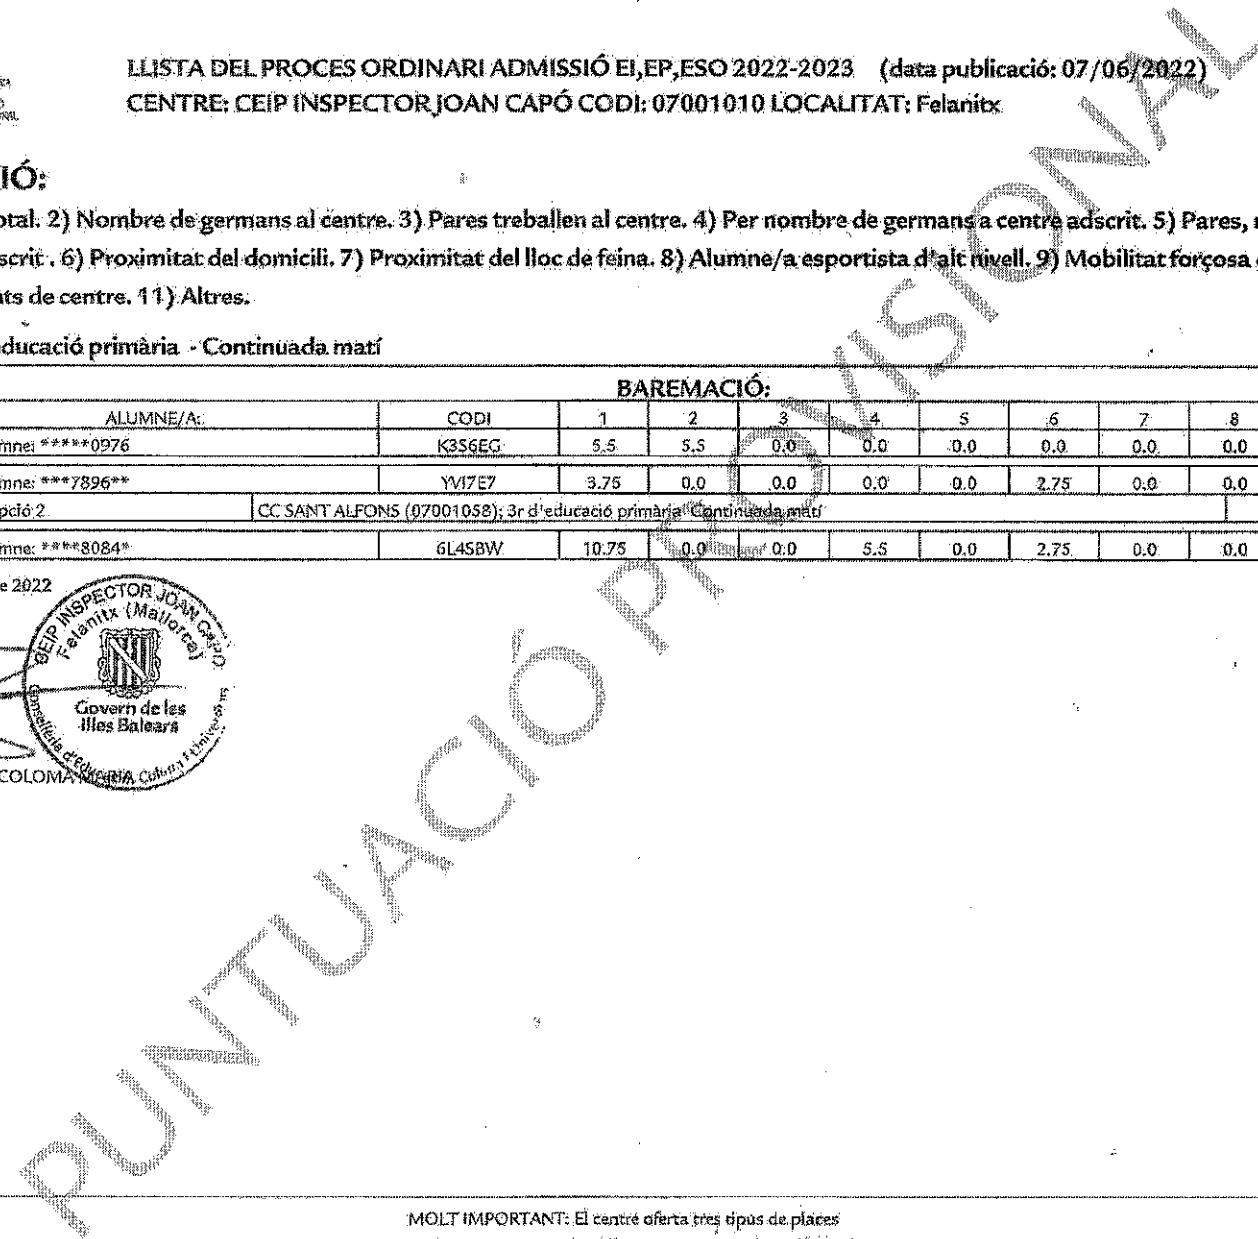 LLISTA DEL PROCES ORDINARI ADMISSIÓ EI,EP,ESO 2022-2023 (data publicació: 07/06/2022)
CENTRE: CEIP INSPECTOR JOAN CAPÓ CODI: 07001010 LOCALITAT: Felanitx
IÓ:
otal. 2) Nombre de germans al centre. 3) Pares treballen al centre. 4) Per nombre de germans a centre adscrit. 5) Pares,
scrit . 6) Proximitat del domicili. 7) Proximitat del lloc de feina. 8) Alumne/a esportista d'alt nivell. 9) Mobilitat forçosa
ts de centre. 11) Altres.
educació primària - Continuada matí
BAREMACIÓ:
ALUMNE/A: CODI 1 2 3 4 5 6 7 8
mne: *****0976 K3S6EG 5.5 5.5 0.0 0.0 0.0 0.0 0.0 0.0
mne: ***7896** YVI7E7 3.75 0.0 0.0 0.0 0.0 2.75 0.0 0.0
pció 2 CC SANT ALFONS (07001058); 3r d'educació primària Continuada matí
mne: ****8084* 6L4SBW 10.75 0.0 0.0 5.5 0.0 2.75 0.0 0.0
e 2022
CEIP INSPECTOR JOAN CAPÓ
Felanitx (Mallorca)
Govern de les
Illes Balears
Conselleria d'Educació Cultura i Univers
COLOMA MARIA
PUNTUACIÓ PROVISIONAL
MOLT IMPORTANT: El centre oferta tres tipus de places